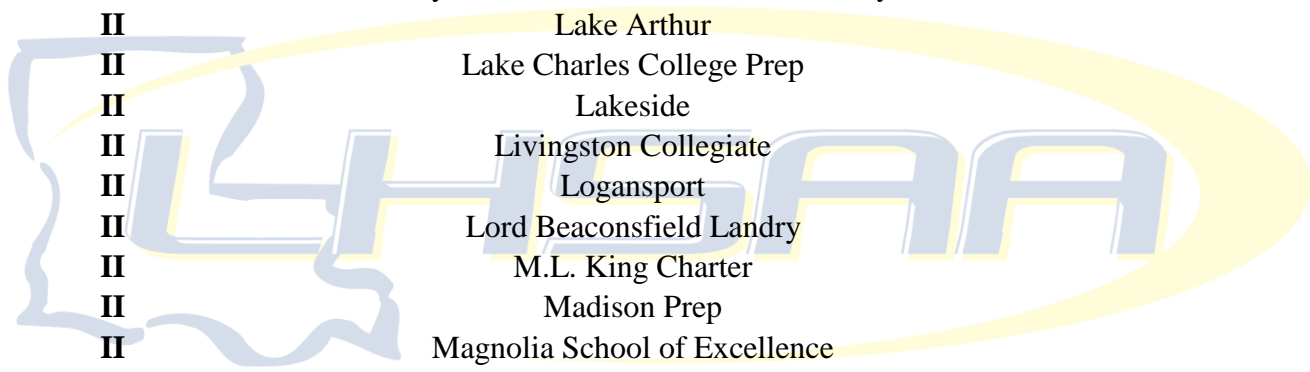 II Lake Arthur
II Lake Charles College Prep
II Lakeside
II Livingston Collegiate
II Logansport
II Lord Beaconsfield Landry
II M.L. King Charter
II Madison Prep
II Magnolia School of Excellence
LHSAA